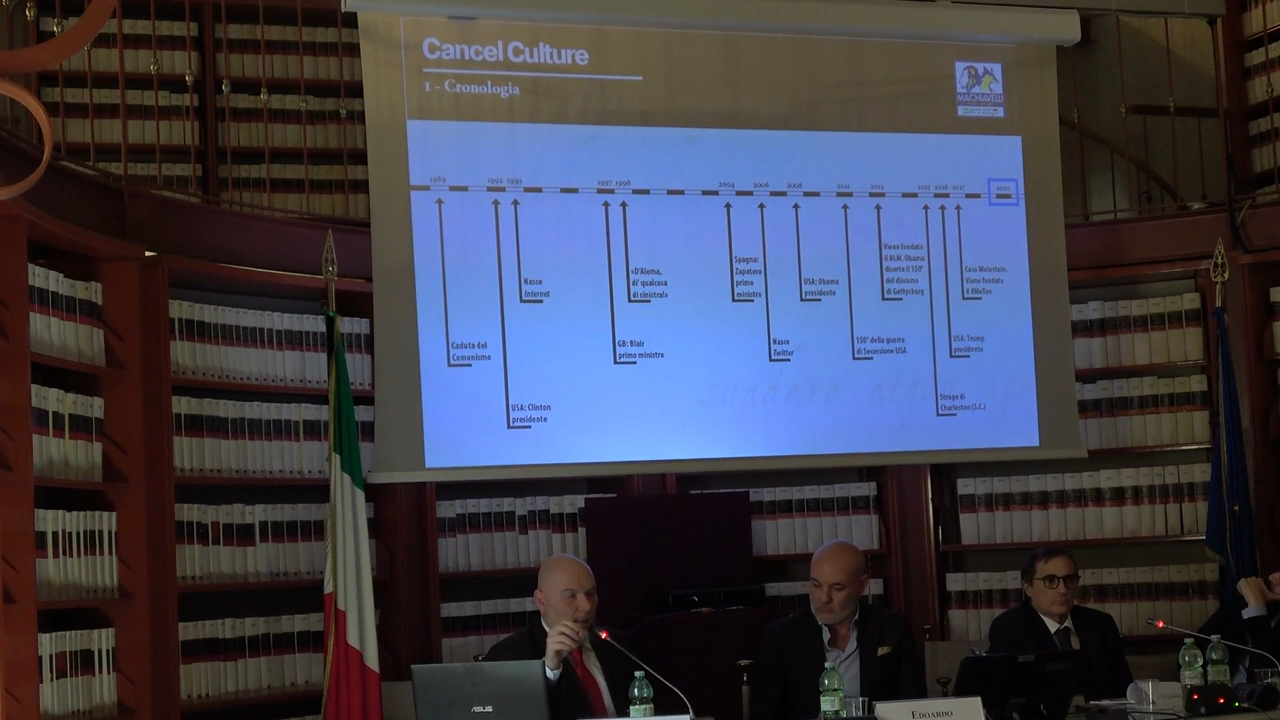 Cancel Culture
1 - Cronologia
MACHIAVELLI
1989
1992
1993
1997
1998
2004
2006
2008
2011
2013
2015
2016
2017
2020
Caduta del
Comunismo
USA: Clinton
presidente
Nasce
Internet
GB: Blair
primo ministro
«D'Alema,
di' qualcosa
di sinistra!»
Spagna:
Zapatero
primo
ministro
Nasce
Twitter
USA: Obama
presidente
150° della guerra
di Secessione USA
Viene fondato
il BLM. Obama
diserta il 150°
del discorso
di Gettysburg
Strage di
Charleston (S.C.)
USA: Trump
presidente
Caso Weinstein.
Viene fondato
il #MeToo
ASUS
EDOARDO